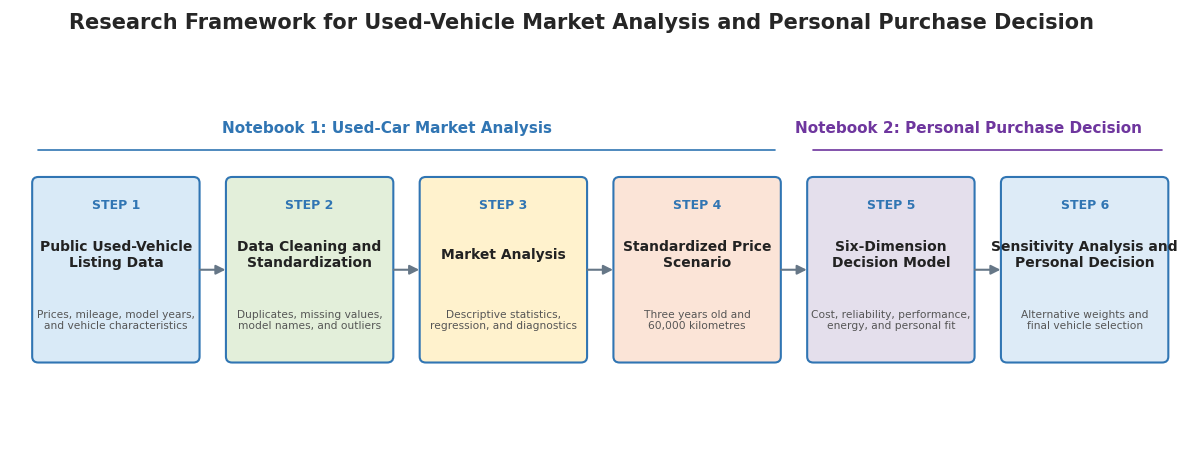 Research Framework for Used-Vehicle Market Analysis and Personal Purchase Decision
Notebook 1: Used-Car Market Analysis
Notebook 2: Personal Purchase Decision
STEP 1
Public Used-Vehicle
Listing Data
Prices, mileage, model years,
and vehicle characteristics
STEP 2
Data Cleaning and
Standardization
Duplicates, missing values,
model names, and outliers
STEP 3
Market Analysis
Descriptive statistics,
regression, and diagnostics
STEP 4
Standardized Price
Scenario
Three years old and
60,000 kilometres
STEP 5
Six-Dimension
Decision Model
Cost, reliability, performance,
energy, and personal fit
STEP 6
Sensitivity Analysis and
Personal Decision
Alternative weights and
final vehicle selection